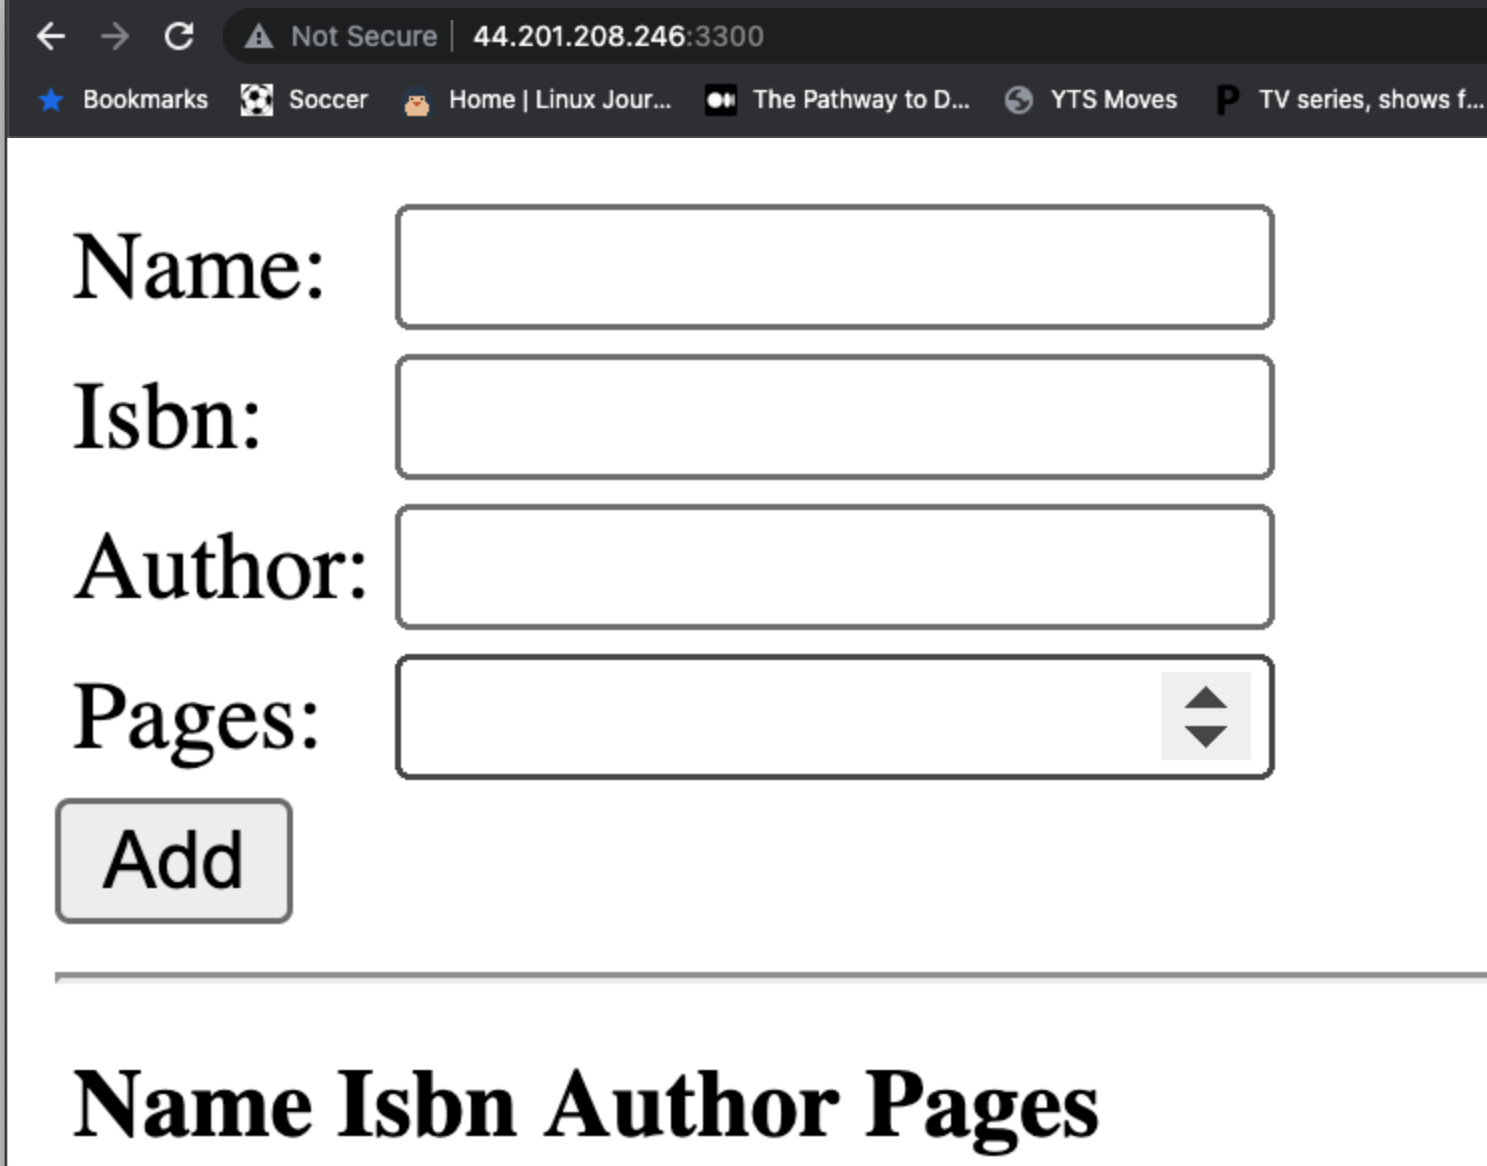 Not Secure 44.201.208.246:3300
Bookmarks Soccer Home | Linux Jour... The Pathway to D... YTS Moves P TV series, shows f...
Name:
Isbn:
Author:
Pages:
Add
Name Isbn Author Pages